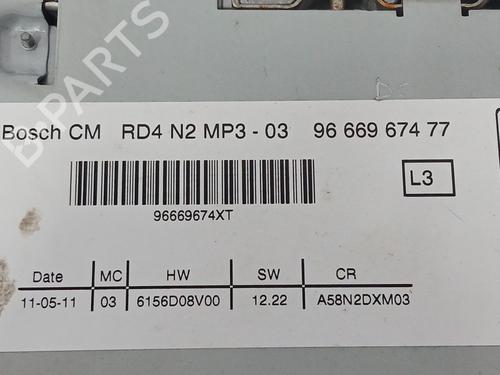 Bosch CM RD4 N2 MP3 - 03 96 669 674 77
L3
96669674XT
Date MC HW SW CR
11-05-11 03 6156D08V00 12.22 A58N2DXM03
B-PARTS